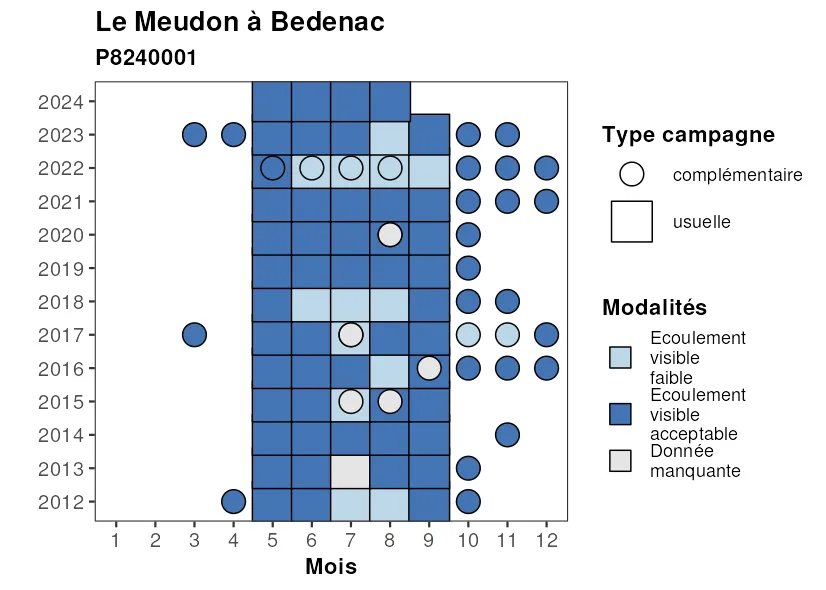 Le Meudon à Bedenac
P8240001
2024
2023
2022
2021
2020
2019
2018
2017
2016
2015
2014
2013
2012
1 2 3 4 5 6 7 8 9 10 11 12
Mois
Type campagne
complémentaire
usuelle
Modalités
Ecoulement
visible
faible
Ecoulement
visible
acceptable
Donnée
manquante